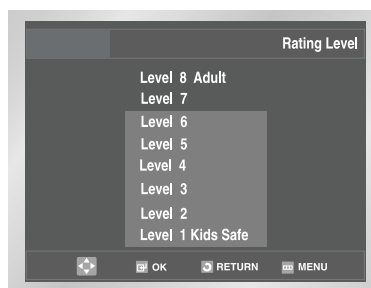 Rating Level
Level 8 Adult
Level 7
Level 6
Level 5
Level 4
Level 3
Level 2
Level 1 Kids Safe
OK RETURN MENU